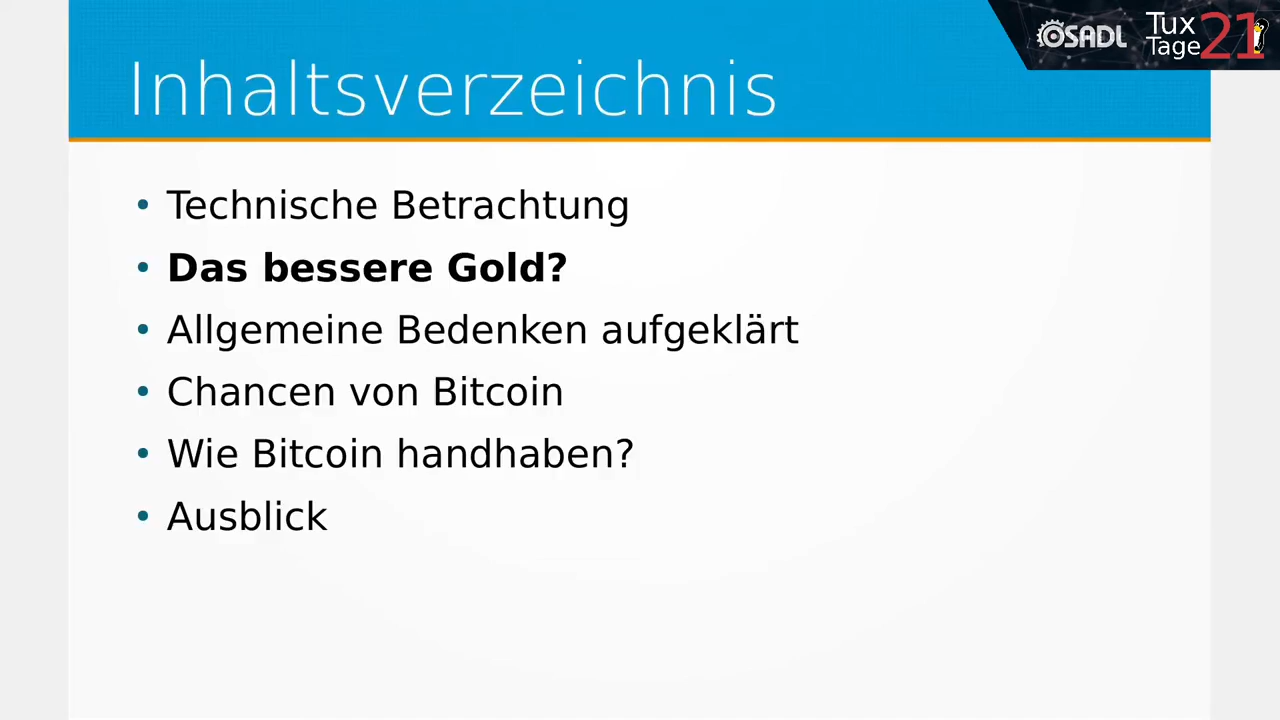 OSADL
Tux
Tage
21
Inhaltsverzeichnis
• Technische Betrachtung
• Das bessere Gold?
• Allgemeine Bedenken aufgeklärt
• Chancen von Bitcoin
• Wie Bitcoin handhaben?
• Ausblick